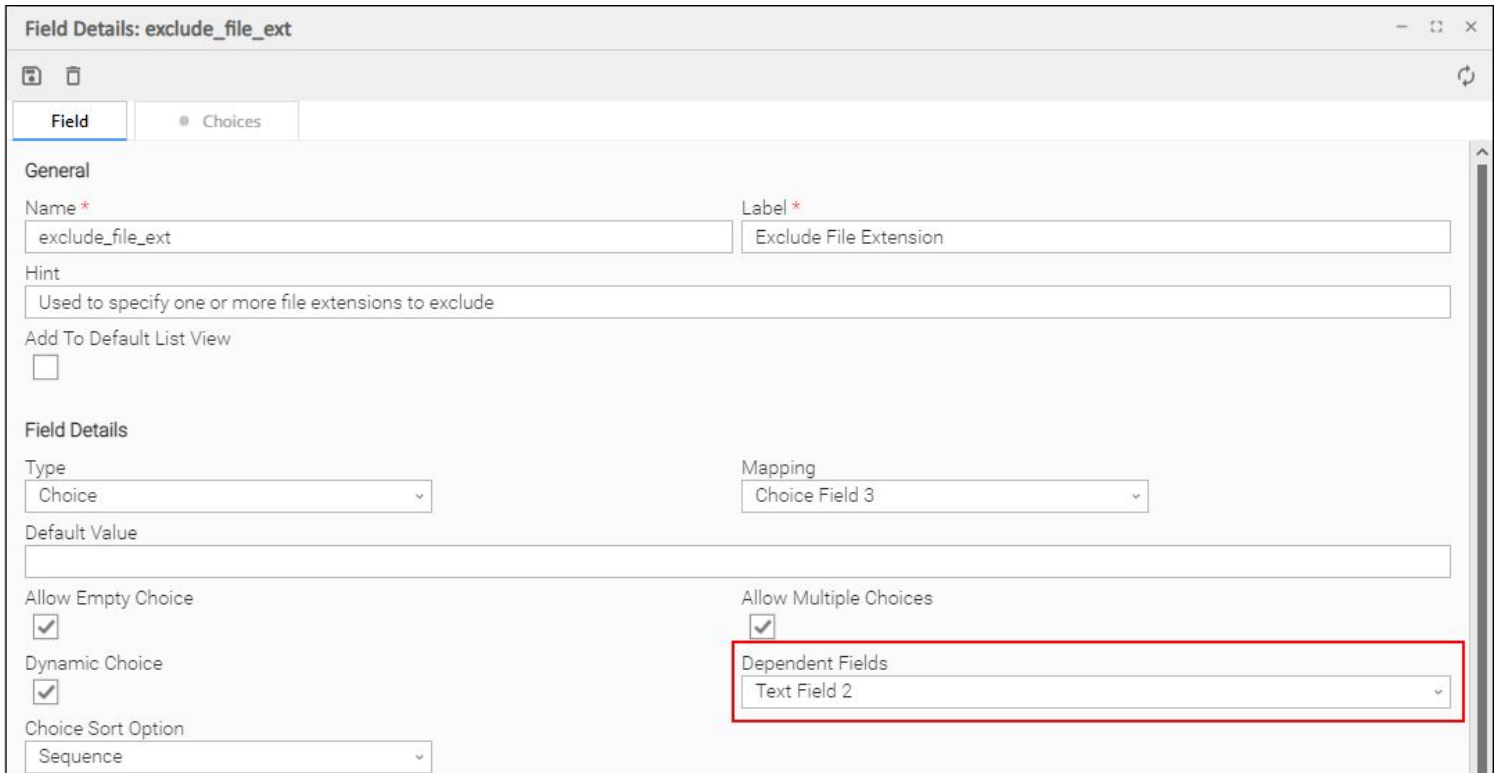 Field Details: exclude_file_ext
Field
Choices
General
Name *
Label *
exclude_file_ext
Exclude File Extension
Hint
Used to specify one or more file extensions to exclude
Add To Default List View
Field Details
Type
Mapping
Choice
Choice Field 3
Default Value
Allow Empty Choice
Allow Multiple Choices
Dynamic Choice
Dependent Fields
Text Field 2
Choice Sort Option
Sequence